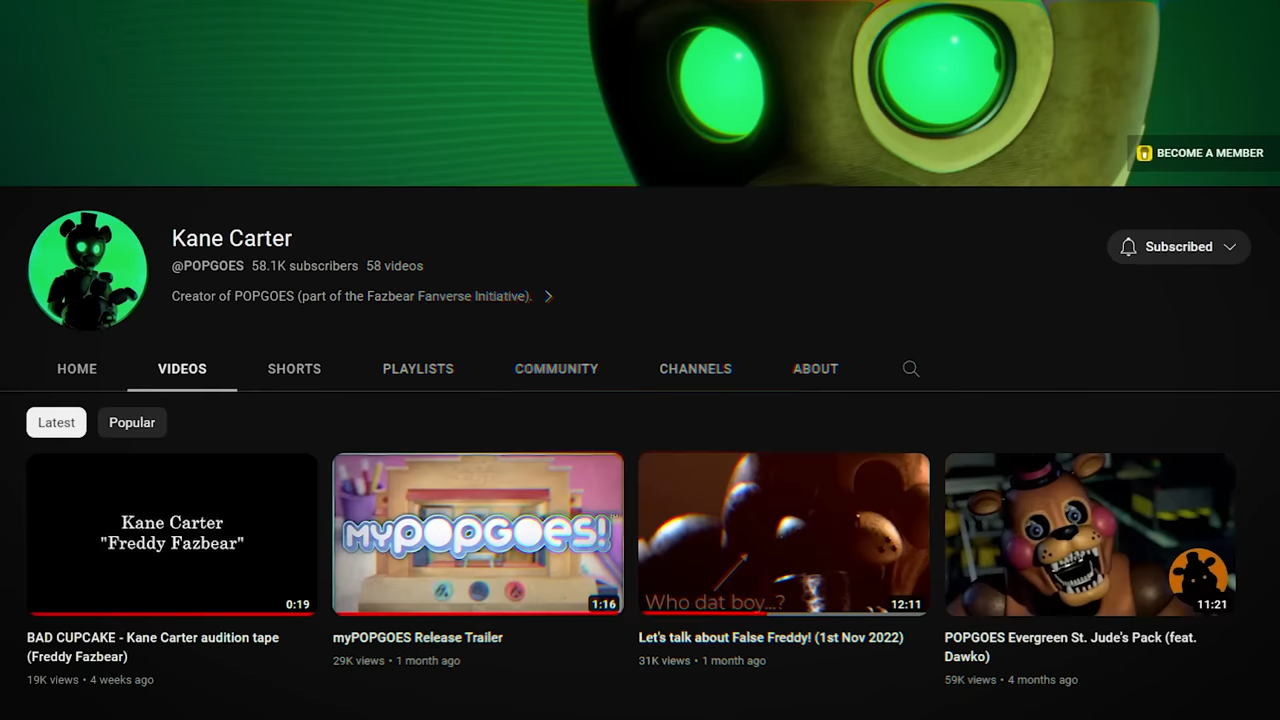 BECOME A MEMBER
Kane Carter
@POPGOES 58.1K subscribers 58 videos
Creator of POPGOES (part of the Fazbear Fanverse Initiative).
Subscribed
HOME VIDEOS SHORTS PLAYLISTS COMMUNITY CHANNELS ABOUT
Latest Popular
Kane Carter
"Freddy Fazbear"
0:19
BAD CUPCAKE - Kane Carter audition tape
(Freddy Fazbear)
19K views • 4 weeks ago
MYPOPGOES!™
1:16
myPOPGOES Release Trailer
29K views • 1 month ago
Who dat boy...?
12:11
Let's talk about False Freddy! (1st Nov 2022)
31K views • 1 month ago
11:21
POPGOES Evergreen St. Jude's Pack (feat.
Dawko)
59K views • 4 months ago